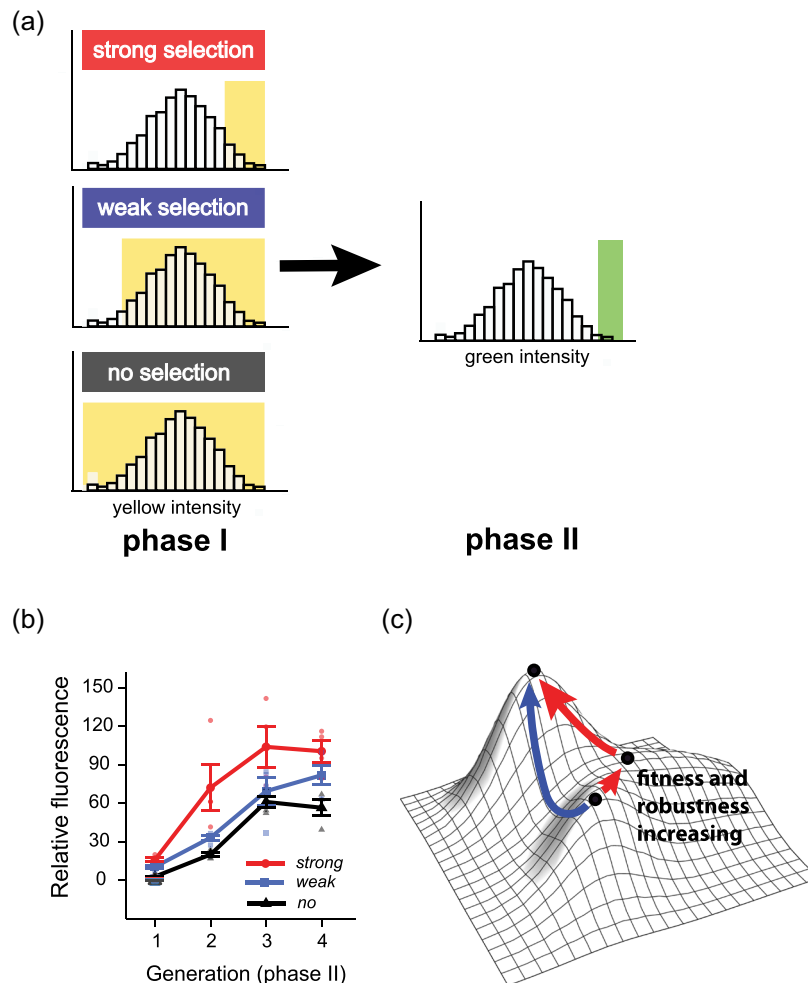 (a)
strong selection
weak selection
no selection
yellow intensity
phase I
green intensity
phase II
(b)
Relative fluorescence
150
120
90
60
30
0
strong
weak
no
1 2 3 4
Generation (phase II)
(c)
fitness and
robustness
increasing